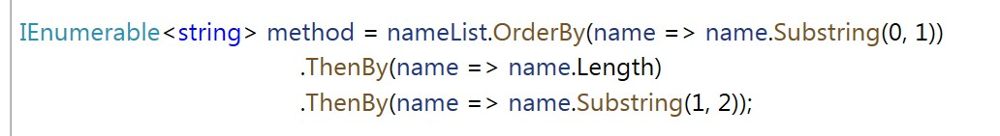 IEnumerable<string> method = nameList.OrderBy(name => name.Substring(0, 1))
.ThenBy(name => name.Length)
.ThenBy(name => name.Substring(1, 2));